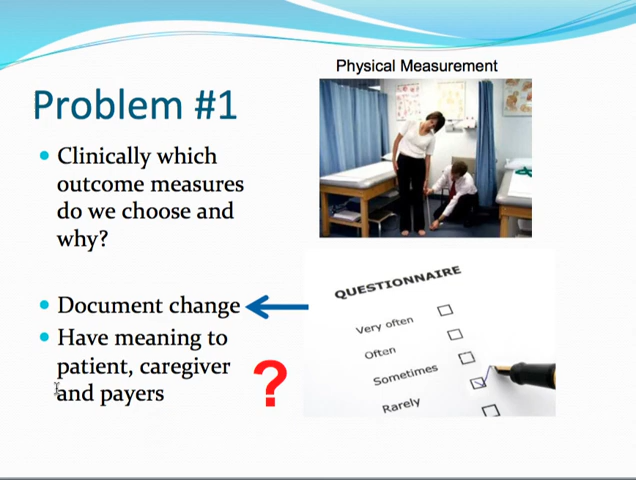 Physical Measurement
Problem #1
Clinically which
outcome measures
do we choose and
why?
Document change
Have meaning to
patient, caregiver
and payers
?
QUESTIONNAIRE
Very often
Often
Sometimes
Rarely